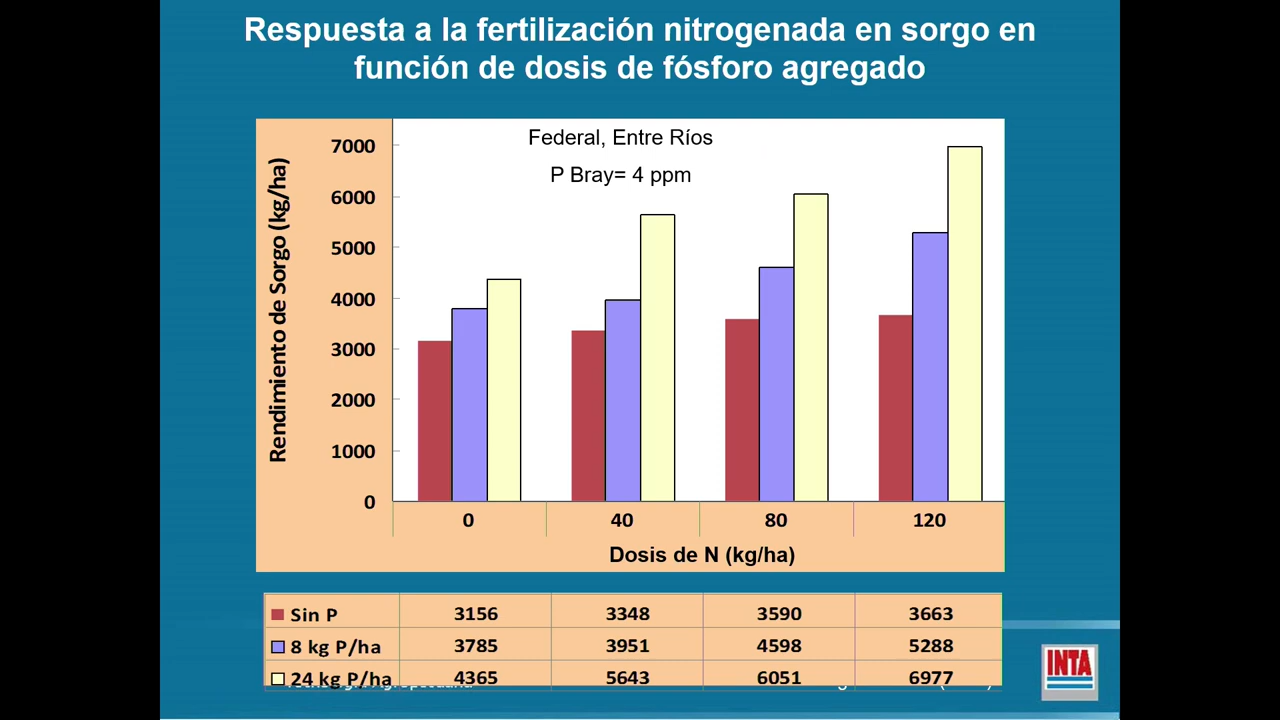 Respuesta a la fertilización nitrogenada en sorgo en
función de dosis de fósforo agregado
Federal, Entre Ríos
P Bray= 4 ppm
Rendimiento de Sorgo (kg/ha)
7000
6000
5000
4000
3000
2000
1000
0
0 40 80 120
Dosis de N (kg/ha)
Sin P 3156 3348 3590 3663
8 kg P/ha 3785 3951 4598 5288
24 kg P/ha 4365 5643 6051 6977
INTA